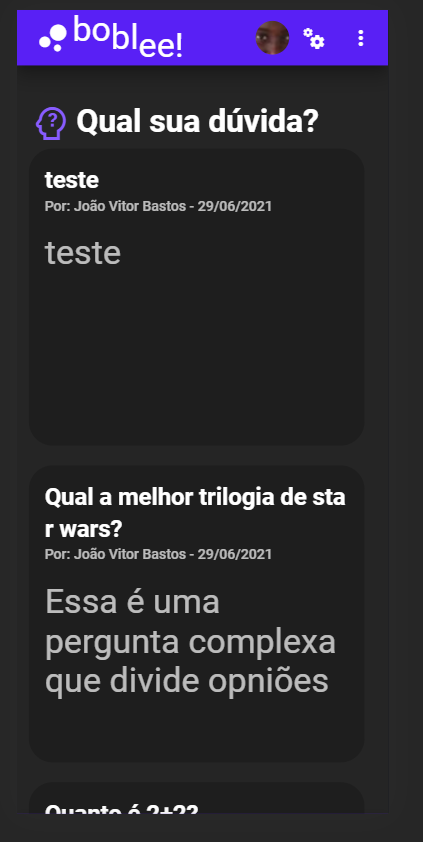 boblee!
Qual sua dúvida?
teste
Por: João Vitor Bastos - 29/06/2021
teste
Qual a melhor trilogia de sta
r wars?
Por: João Vitor Bastos - 29/06/2021
Essa é uma
pergunta complexa
que divide opniões
Quanto é 2+2?